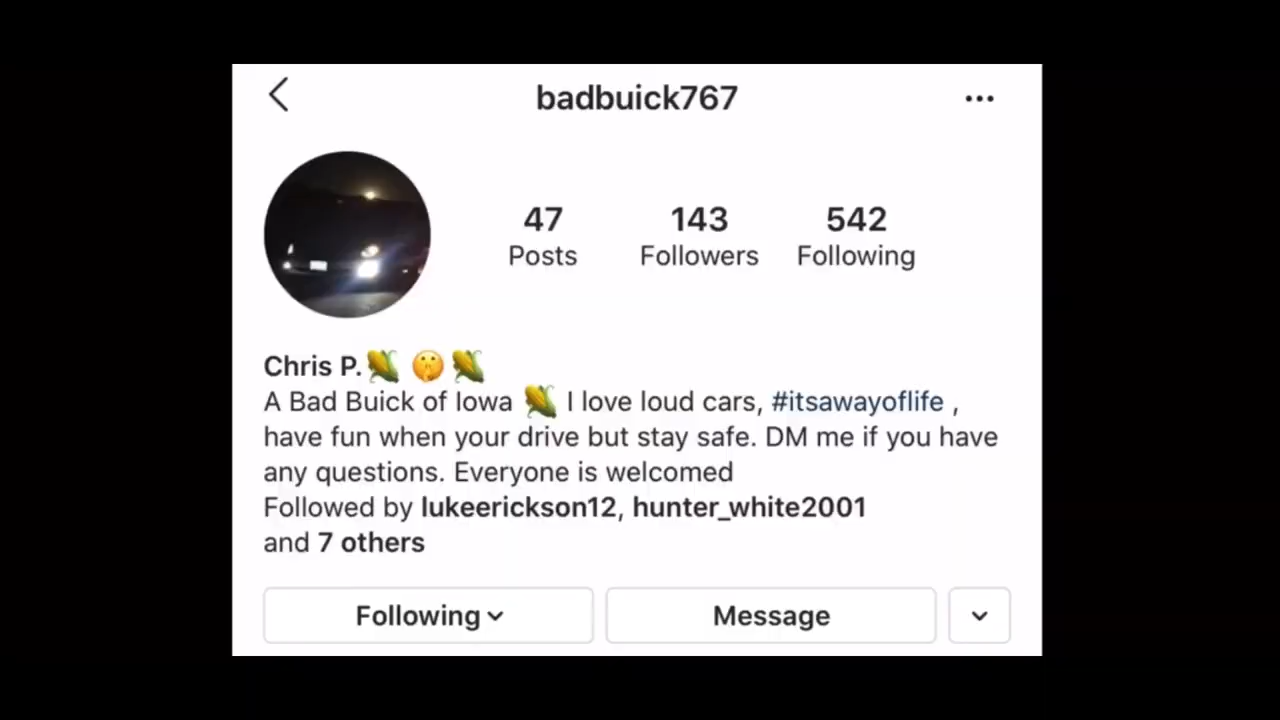 badbuick767
47 143 542
Posts Followers Following
Chris P.🌽 🤫 🌽
A Bad Buick of Iowa 🌽 I love loud cars, #itsawayoflife ,
have fun when your drive but stay safe. DM me if you have
any questions. Everyone is welcomed
Followed by lukeerickson12, hunter_white2001
and 7 others
Following Message